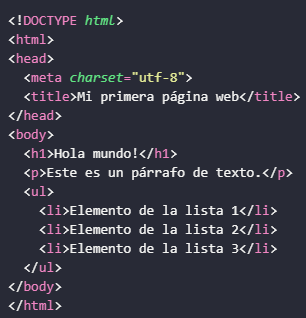 <!DOCTYPE html>
<html>
<head>
  <meta charset="utf-8">
  <title>Mi primera página web</title>
</head>
<body>
  <h1>Hola mundo!</h1>
  <p>Este es un párrafo de texto.</p>
  <ul>
    <li>Elemento de la lista 1</li>
    <li>Elemento de la lista 2</li>
    <li>Elemento de la lista 3</li>
  </ul>
</body>
</html>